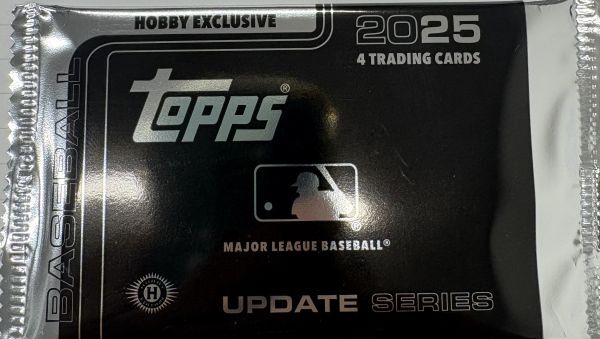 HOBBY EXCLUSIVE
2025
4 TRADING CARDS
BASEBALL
Topps®
®
MAJOR LEAGUE BASEBALL®
H
UPDATE SERIES